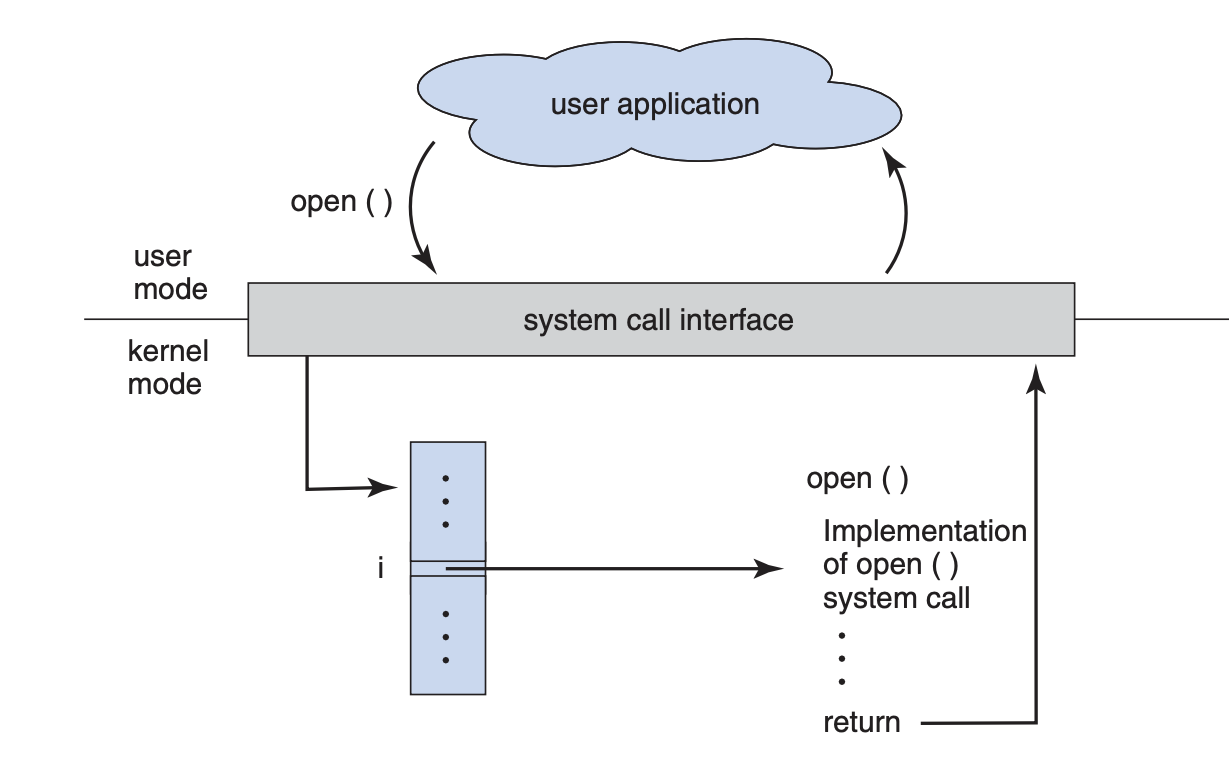 user application
open ( )
user
mode
system call interface
kernel
mode
open ( )
Implementation
of open ( )
system call
i
return